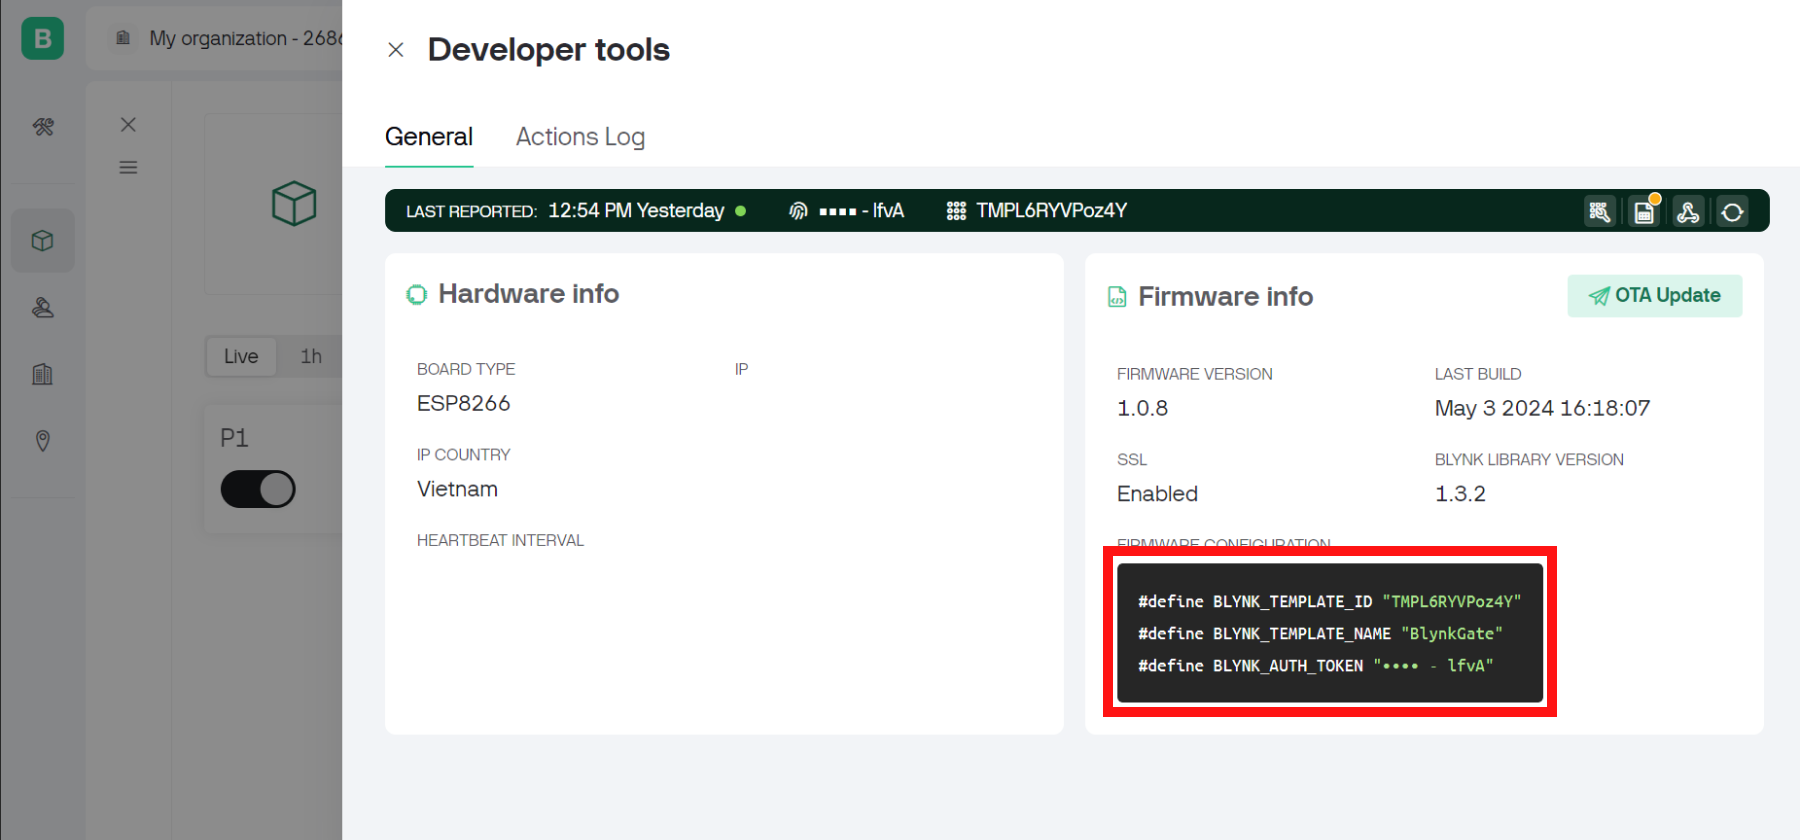 B
My organization - 268
Developer tools
General
Actions Log
LAST REPORTED: 12:54 PM Yesterday
▪▪▪▪ - lfvA
TMPL6RYVPoz4Y
Hardware info
BOARD TYPE
ESP8266
IP
IP COUNTRY
Vietnam
HEARTBEAT INTERVAL
Firmware info
OTA Update
FIRMWARE VERSION
1.0.8
LAST BUILD
May 3 2024 16:18:07
SSL
Enabled
BLYNK LIBRARY VERSION
1.3.2
FIRMWARE CONFIGURATION
#define BLYNK_TEMPLATE_ID "TMPL6RYVPoz4Y"
#define BLYNK_TEMPLATE_NAME "BlynkGate"
#define BLYNK_AUTH_TOKEN "•••• - lfvA"
Live
1h
P1